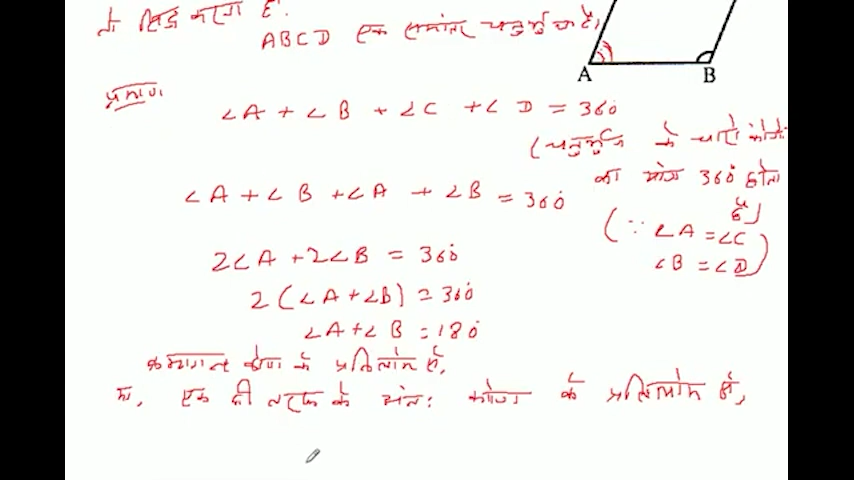 तो सिद्ध करना है.
ABCD एक समांतर चतुर्भुज है,
A B
प्रमाण
∠A + ∠B + ∠C + ∠D = 360°
(चतुर्भुज के चारों कोणों
का योग 360° होता
है)
∠A + ∠B + ∠A + ∠B = 360°
(∵ ∠A = ∠C
∠B = ∠D)
2∠A + 2∠B = 360°
2(∠A + ∠B) = 360°
∠A + ∠B = 180°
क्रमागत कोण के प्रतिलोम से,
या, एक ही तरफ के अंतः कोण के प्रतिलोम से,